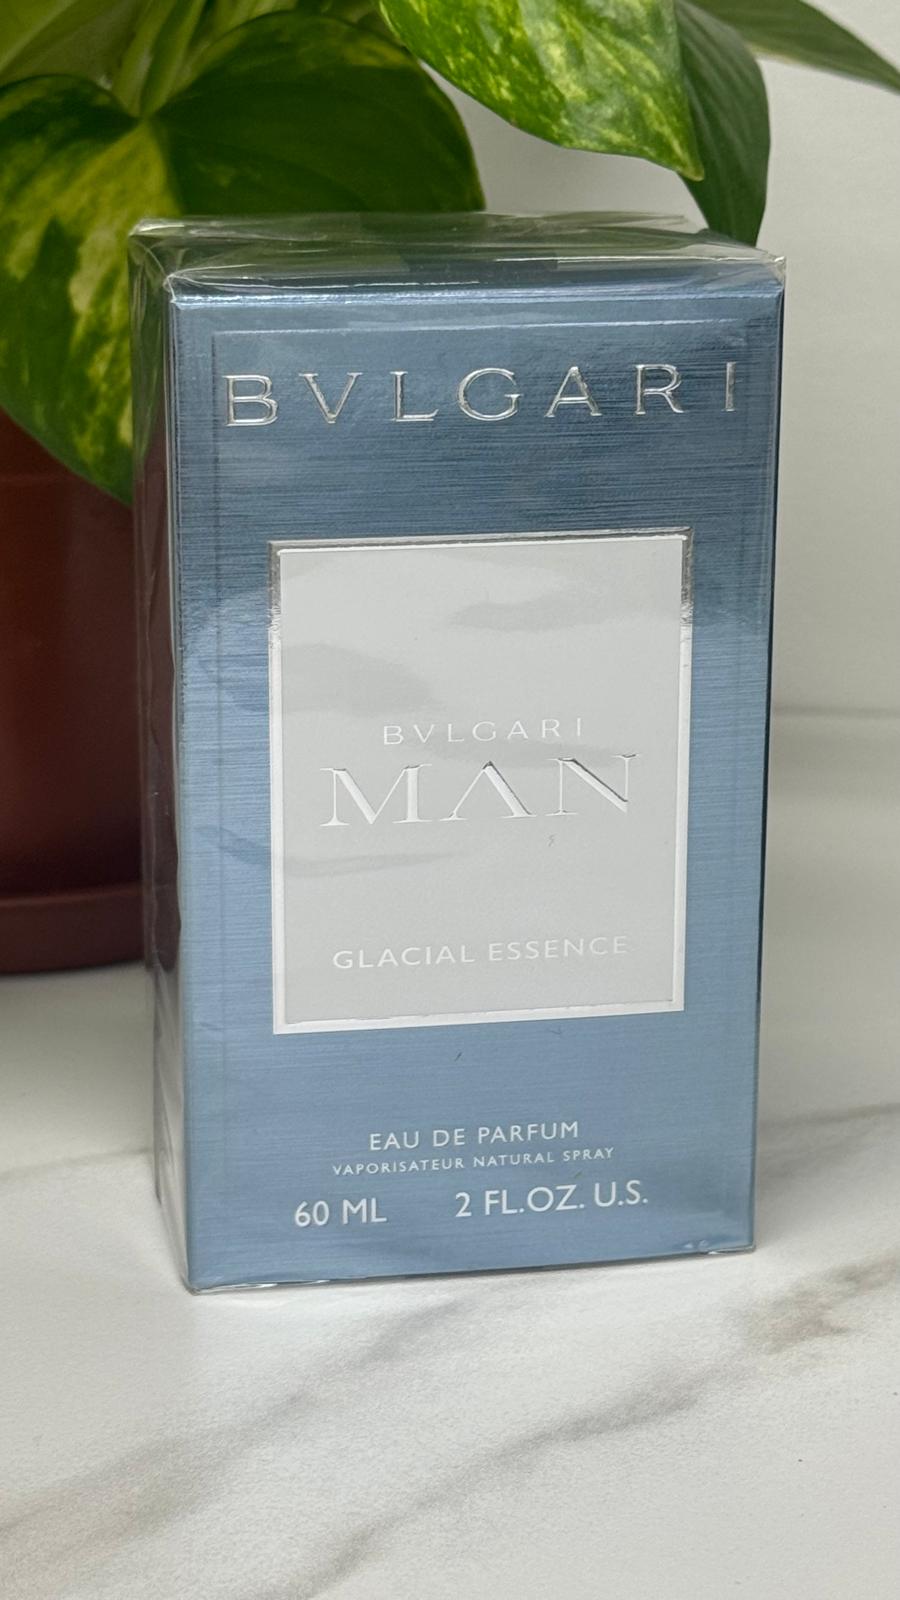 BVLGARI
BVLGARI
MAN
GLACIAL ESSENCE
EAU DE PARFUM
VAPORISATEUR NATURAL SPRAY
60 ML 2 FL.OZ. U.S.